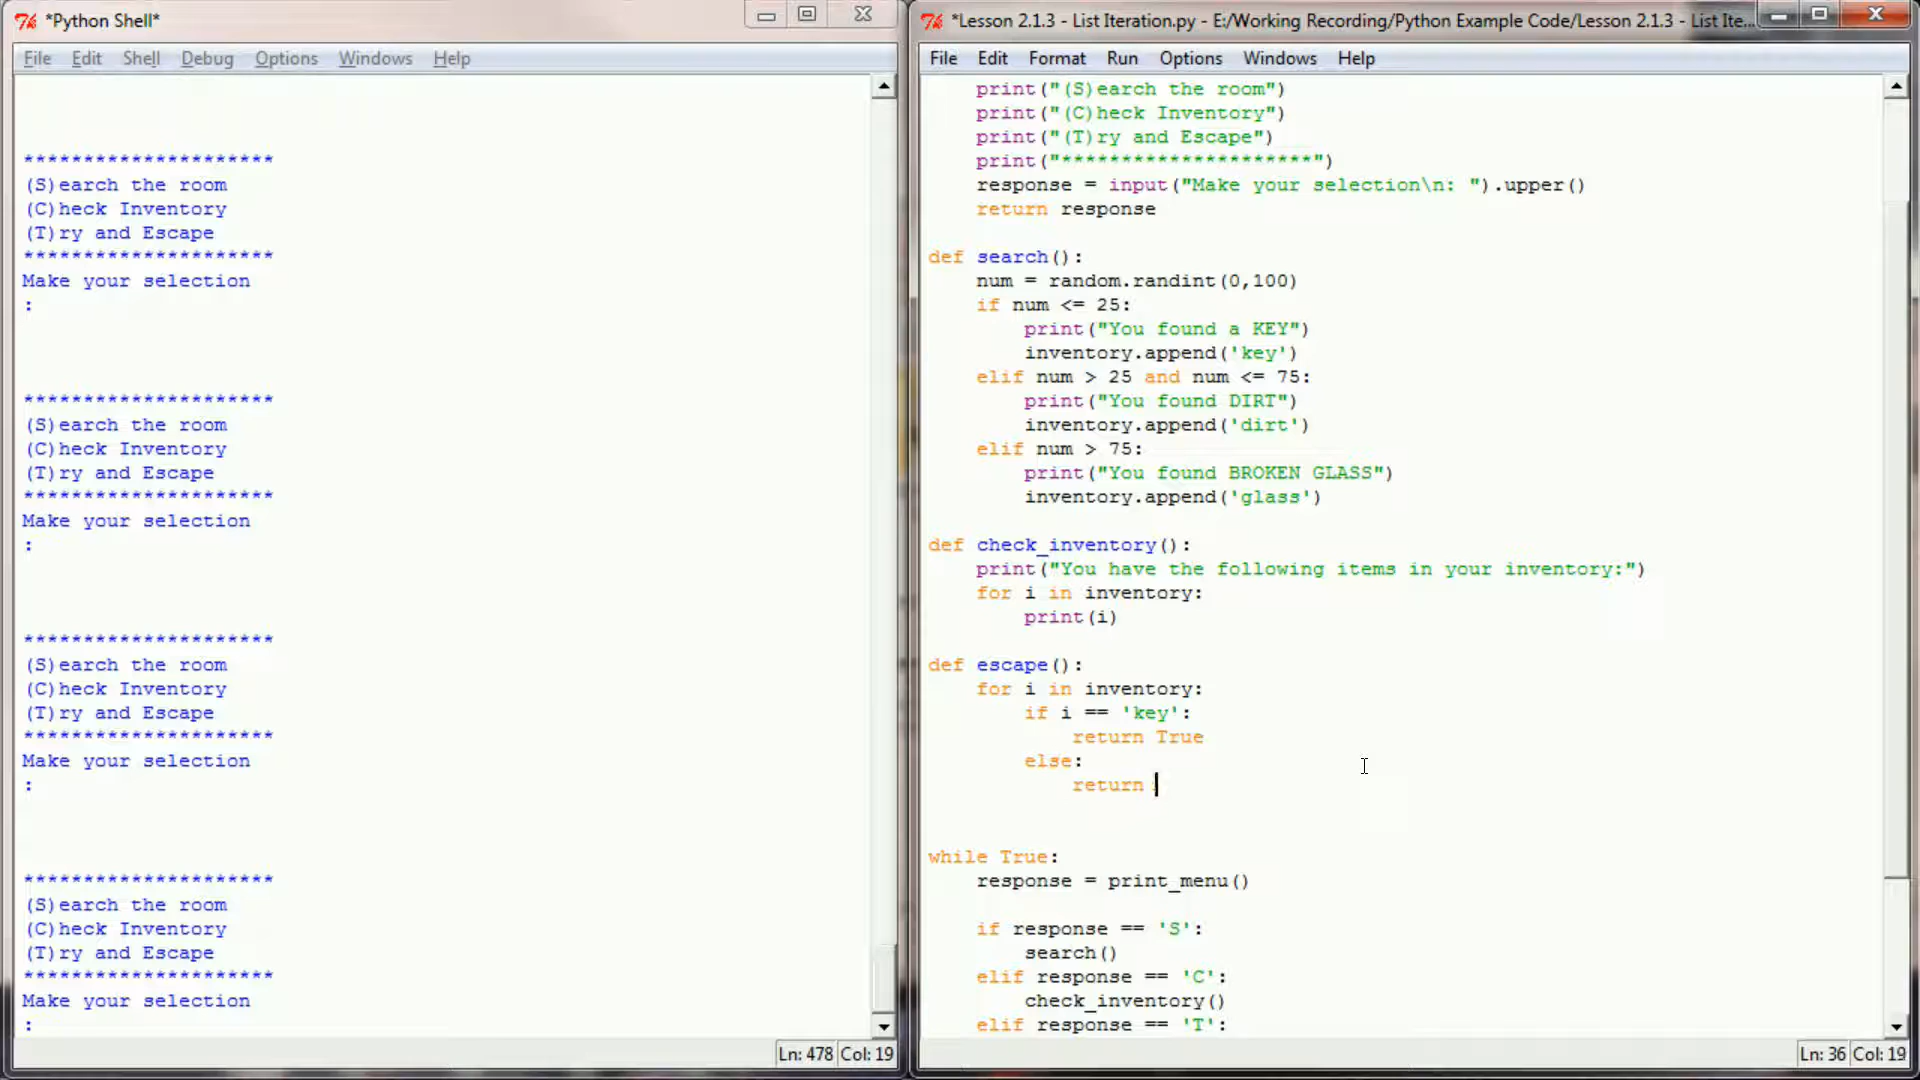 *Python Shell*
File Edit Shell Debug Options Windows Help
**********************
(S)earch the room
(C)heck Inventory
(T)ry and Escape
**********************
Make your selection
:
**********************
(S)earch the room
(C)heck Inventory
(T)ry and Escape
**********************
Make your selection
:
**********************
(S)earch the room
(C)heck Inventory
(T)ry and Escape
**********************
Make your selection
:
**********************
(S)earch the room
(C)heck Inventory
(T)ry and Escape
**********************
Make your selection
:
Ln: 478 Col: 19
*Lesson 2.1.3 - List Iteration.py - E:/Working Recording/Python Example Code/Lesson 2.1.3 - List Ite...
File Edit Format Run Options Windows Help
    print("(S)earch the room")
    print("(C)heck Inventory")
    print("(T)ry and Escape")
    print("*********************")
    response = input("Make your selection\n: ").upper()
    return response
def search():
    num = random.randint(0,100)
    if num <= 25:
        print("You found a KEY")
        inventory.append('key')
    elif num > 25 and num <= 75:
        print("You found DIRT")
        inventory.append('dirt')
    elif num > 75:
        print("You found BROKEN GLASS")
        inventory.append('glass')
def check_inventory():
    print("You have the following items in your inventory:")
    for i in inventory:
        print(i)
def escape():
    for i in inventory:
        if i == 'key':
            return True
        else:
            return
while True:
    response = print_menu()
    if response == 'S':
        search()
    elif response == 'C':
        check_inventory()
    elif response == 'T':
Ln: 36 Col: 19